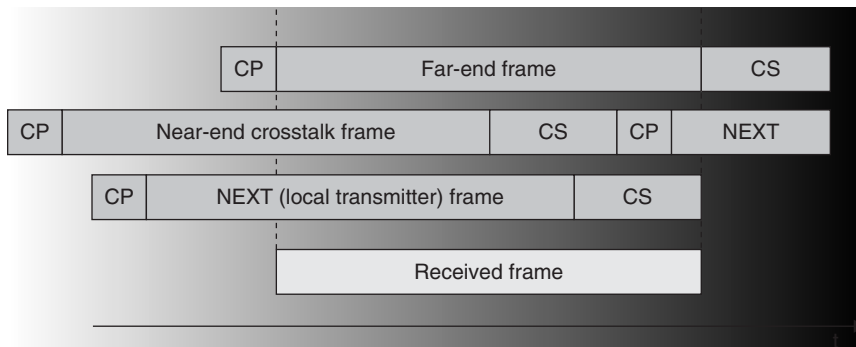 CP Far-end frame CS
CP Near-end crosstalk frame CS CP NEXT
CP NEXT (local transmitter) frame CS
Received frame
t